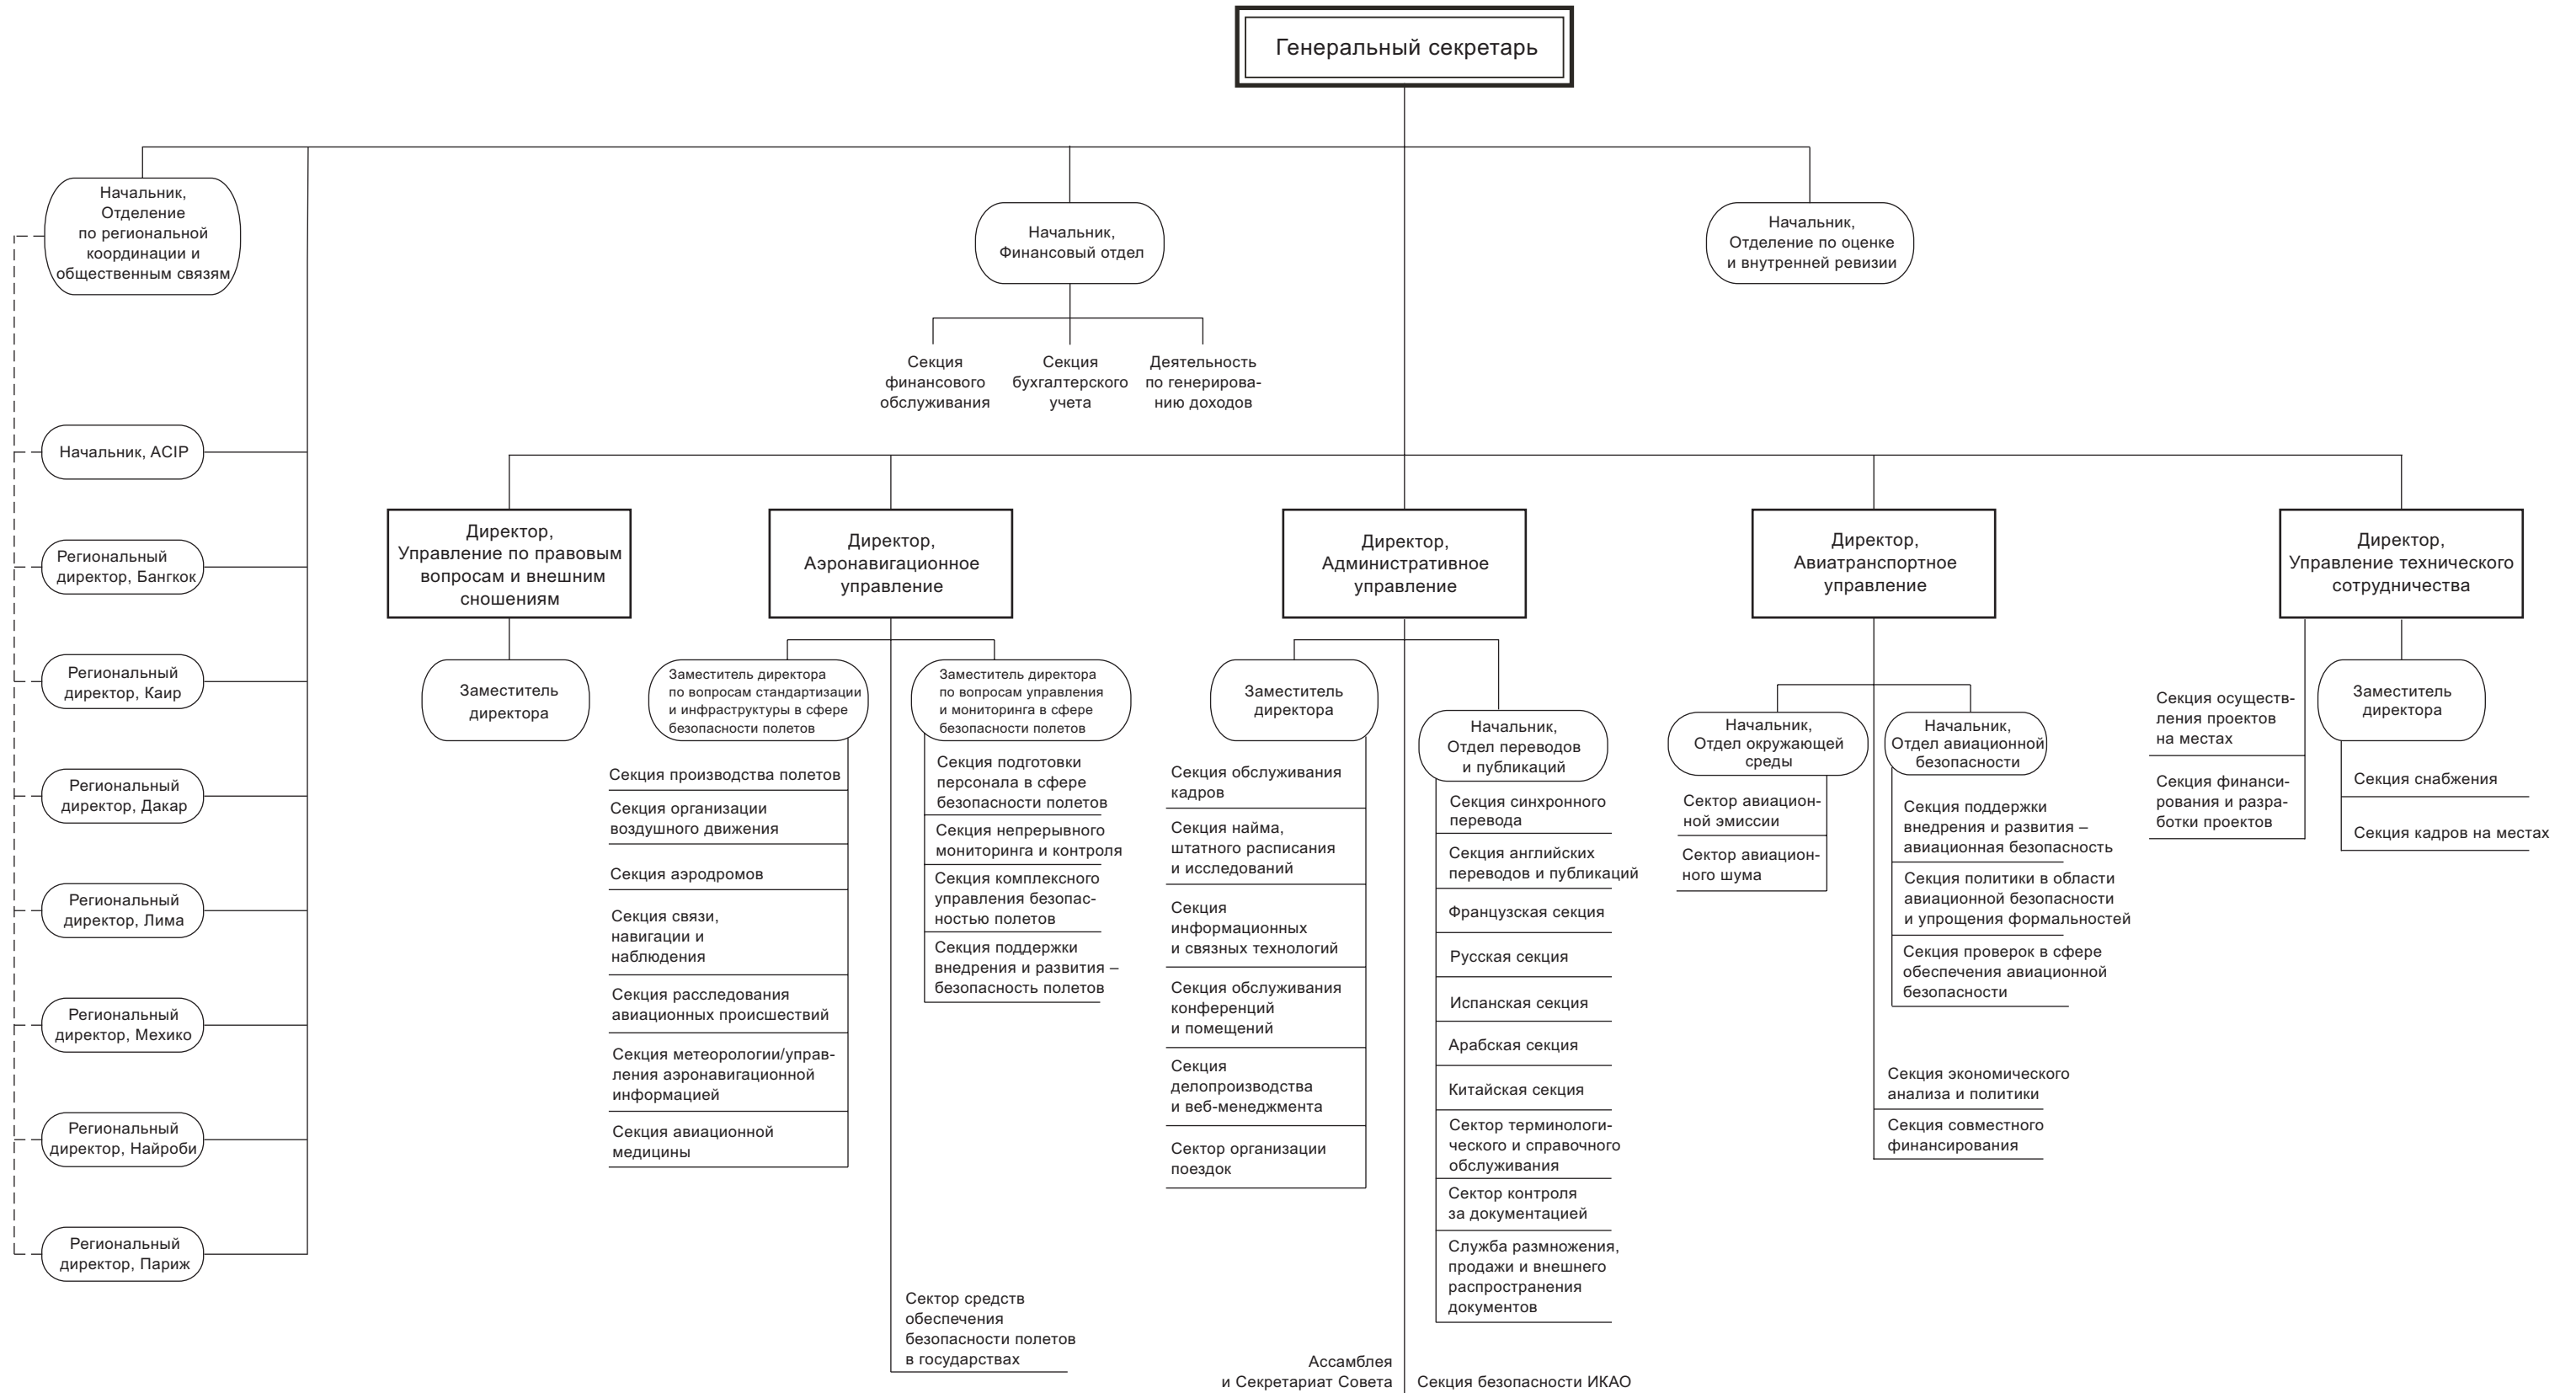 Генеральный секретарь
Начальник,
Отделение
по региональной
координации и
общественным связям
Начальник,
Финансовый отдел
Начальник,
Отделение по оценке
и внутренней ревизии
Секция
финансового
обслуживания
Секция
бухгалтерского
учета
Деятельность
по генерирова-
нию доходов
Начальник, ACIP
Региональный
директор, Бангкок
Региональный
директор, Каир
Региональный
директор, Дакар
Региональный
директор, Лима
Региональный
директор, Мехико
Региональный
директор, Найроби
Региональный
директор, Париж
Директор,
Управление по правовым
вопросам и внешним
сношениям
Заместитель
директора
Директор,
Аэронавигационное
управление
Заместитель директора
по вопросам стандартизации
и инфраструктуры в сфере
безопасности полетов
Секция производства полетов
Секция организации
воздушного движения
Секция аэродромов
Секция связи,
навигации и
наблюдения
Секция расследования
авиационных происшествий
Секция метеорологии/управ-
ления аэронавигационной
информацией
Секция авиационной
медицины
Заместитель директора
по вопросам управления
и мониторинга в сфере
безопасности полетов
Секция подготовки
персонала в сфере
безопасности полетов
Секция непрерывного
мониторинга и контроля
Секция комплексного
управления безопас-
ностью полетов
Секция поддержки
внедрения и развития –
безопасность полетов
Сектор средств
обеспечения
безопасности полетов
в государствах
Директор,
Административное
управление
Заместитель
директора
Секция обслуживания
кадров
Секция найма,
штатного расписания
и исследований
Секция
информационных
и связных технологий
Секция обслуживания
конференций
и помещений
Секция
делопроизводства
и веб-менеджмента
Сектор организации
поездок
Начальник,
Отдел переводов
и публикаций
Секция синхронного
перевода
Секция английских
переводов и публикаций
Французская секция
Русская секция
Испанская секция
Арабская секция
Китайская секция
Сектор терминологи-
ческого и справочного
обслуживания
Сектор контроля
за документацией
Служба размножения,
продажи и внешнего
распространения
документов
Ассамблея
и Секретариат Совета
Секция безопасности ИКАО
Директор,
Авиатранспортное
управление
Начальник,
Отдел окружающей
среды
Сектор авиацион-
ной эмиссии
Сектор авиацион-
ного шума
Начальник,
Отдел авиационной
безопасности
Секция поддержки
внедрения и развития –
авиационная безопасность
Секция политики в области
авиационной безопасности
и упрощения формальностей
Секция проверок в сфере
обеспечения авиационной
безопасности
Секция экономического
анализа и политики
Секция совместного
финансирования
Директор,
Управление технического
сотрудничества
Секция осуществ-
ления проектов
на местах
Секция финанси-
рования и разра-
ботки проектов
Заместитель
директора
Секция снабжения
Секция кадров на местах